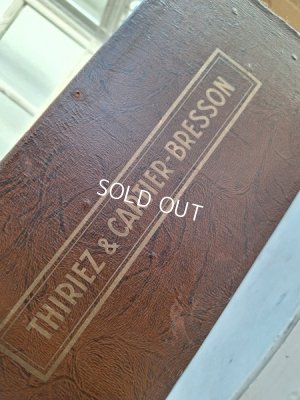 THIRIEZ & CARTIER-BRESSON
SOLD OUT